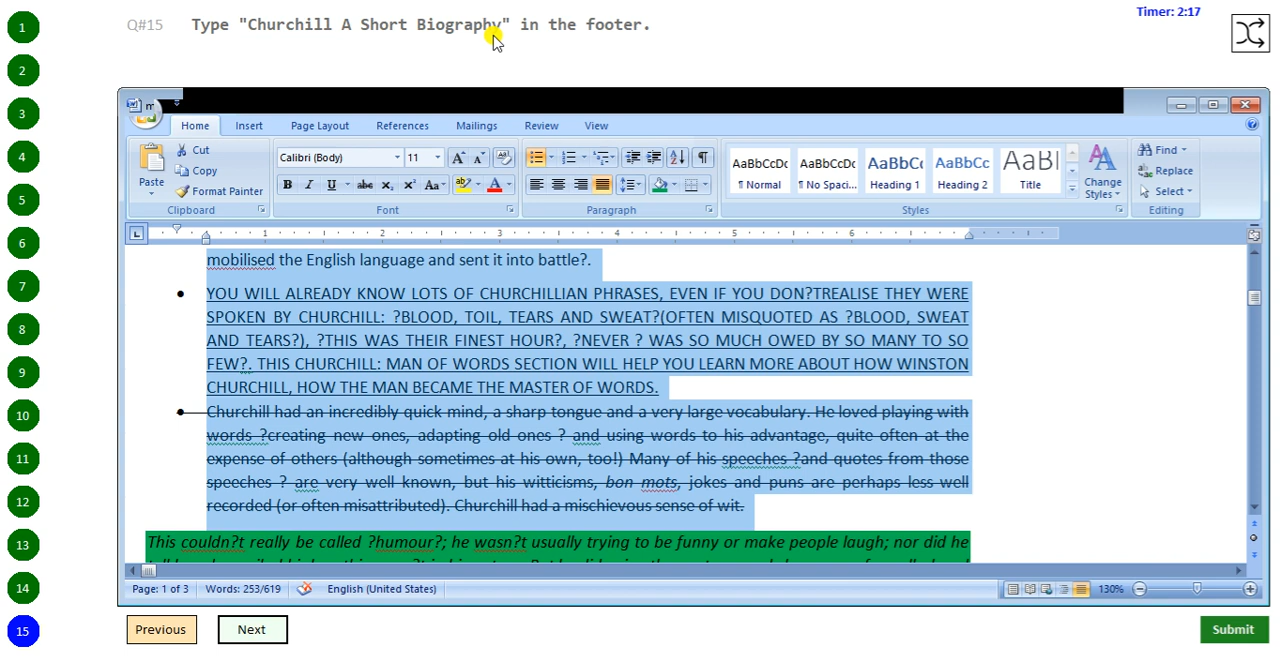 Timer: 2:17
Q#15 Type "Churchill A Short Biography" in the footer.
1
2
3
4
5
6
7
8
9
10
11
12
13
14
15
Home Insert Page Layout References Mailings Review View
Paste
Cut
Copy
Format Painter
Clipboard
Calibri (Body) 11
Font
Paragraph
AaBbCcDc AaBbCcDc AaBbCc AaBbCc AaBl
¶ Normal ¶ No Spaci... Heading 1 Heading 2 Title
Change Styles
Styles
Find
Replace
Select
Editing
1 2 3 4 5 6
mobilised the English language and sent it into battle?.
• YOU WILL ALREADY KNOW LOTS OF CHURCHILLIAN PHRASES, EVEN IF YOU DON?TREALISE THEY WERE
SPOKEN BY CHURCHILL: ?BLOOD, TOIL, TEARS AND SWEAT?(OFTEN MISQUOTED AS ?BLOOD, SWEAT
AND TEARS?), ?THIS WAS THEIR FINEST HOUR?, ?NEVER ? WAS SO MUCH OWED BY SO MANY TO SO
FEW?. THIS CHURCHILL: MAN OF WORDS SECTION WILL HELP YOU LEARN MORE ABOUT HOW WINSTON
CHURCHILL, HOW THE MAN BECAME THE MASTER OF WORDS.
• Churchill had an incredibly quick mind, a sharp tongue and a very large vocabulary. He loved playing with
words ?creating new ones, adapting old ones ? and using words to his advantage, quite often at the
expense of others (although sometimes at his own, too!) Many of his speeches ?and quotes from those
speeches ? are very well known, but his witticisms, bon mots, jokes and puns are perhaps less well
recorded (or often misattributed). Churchill had a mischievous sense of wit.
This couldn?t really be called ?humour?; he wasn?t usually trying to be funny or make people laugh; nor did he
Page: 1 of 3 Words: 253/619 English (United States) 130%
Previous Next Submit